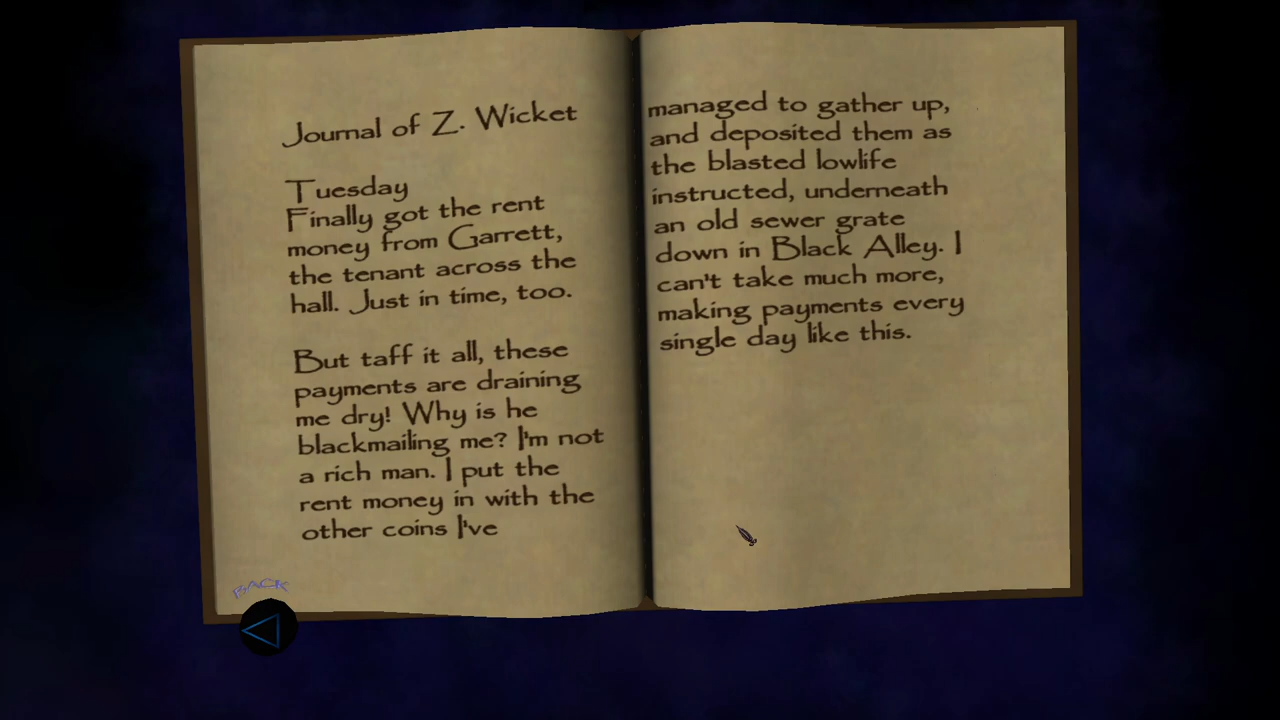 Journal of Z. Wicket
Tuesday
Finally got the rent
money from Garrett,
the tenant across the
hall. Just in time, too.
But taff it all, these
payments are draining
me dry! Why is he
blackmailing me? I'm not
a rich man. I put the
rent money in with the
other coins I've
managed to gather up,
and deposited them as
the blasted lowlife
instructed, underneath
an old sewer grate
down in Black Alley. I
can't take much more,
making payments every
single day like this.
BACK